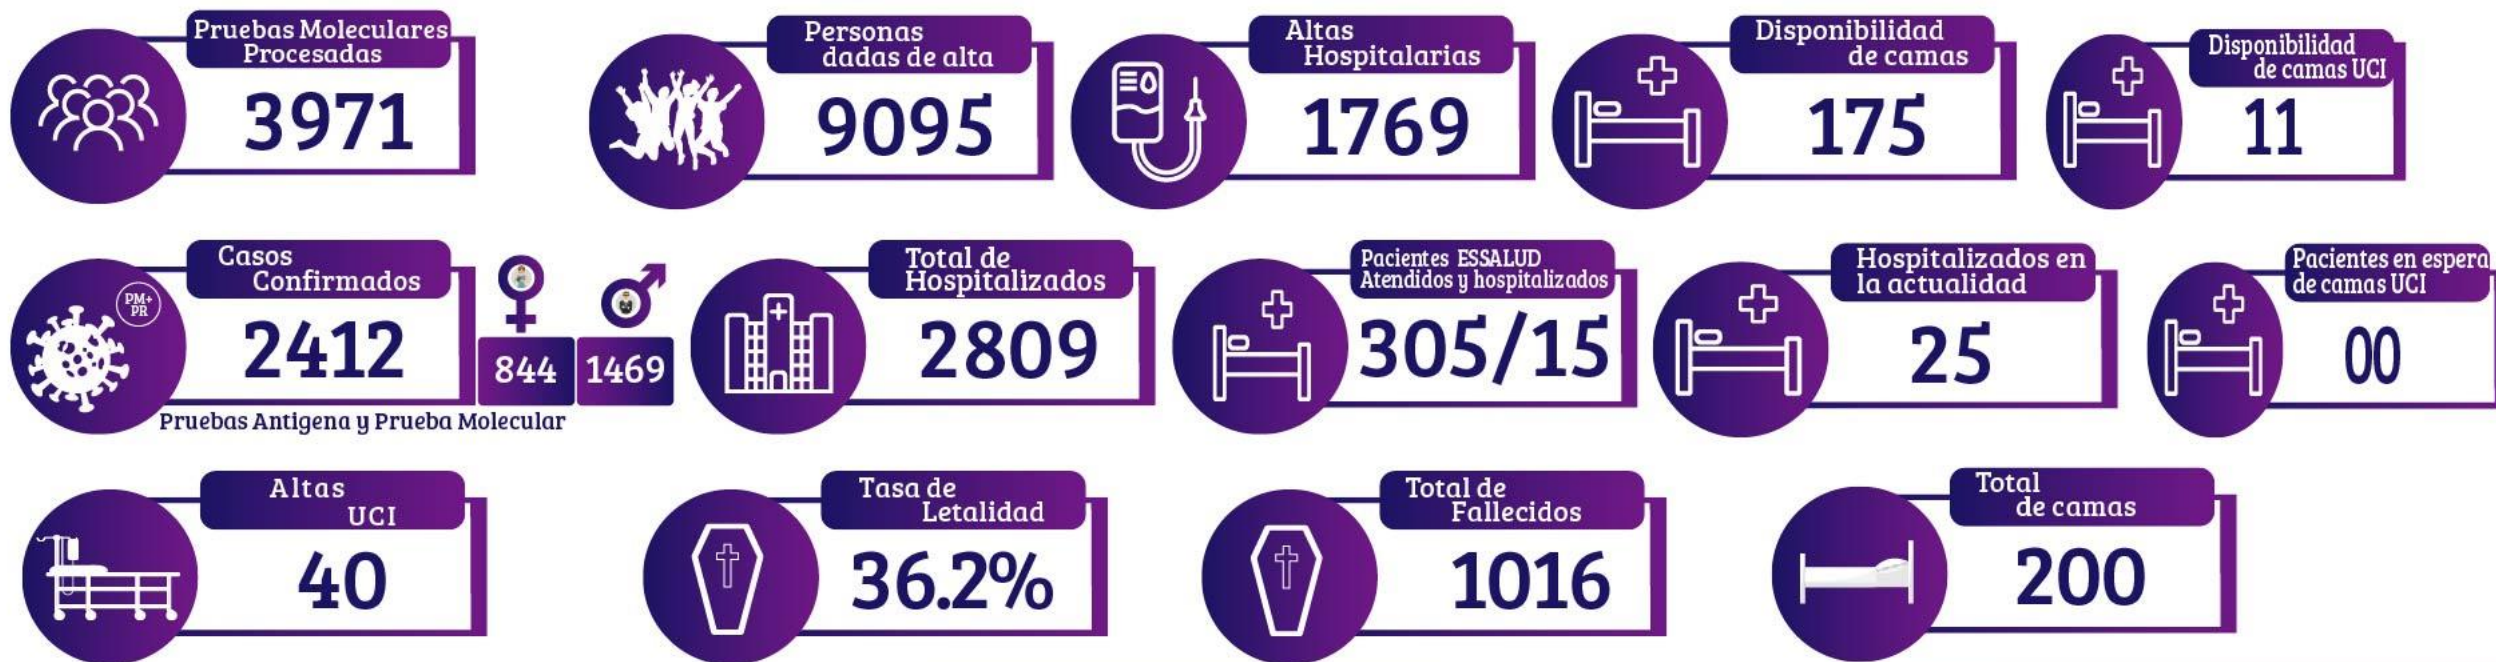 Pruebas Moleculares
Procesadas
3971
Personas
dadas de alta
9095
Altas
Hospitalarias
1769
Disponibilidad
de camas
175
Disponibilidad
de camas UCI
11
Casos
Confirmados
PM+
PR
2412
844
1469
Pruebas Antigena y Prueba Molecular
Total de
Hospitalizados
2809
Pacientes ESSALUD
Atendidos y hospitalizados
305/15
Hospitalizados en
la actualidad
25
Pacientes en espera
de camas UCI
00
Altas
UCI
40
Tasa de
Letalidad
36.2%
Total de
Fallecidos
1016
Total
de camas
200